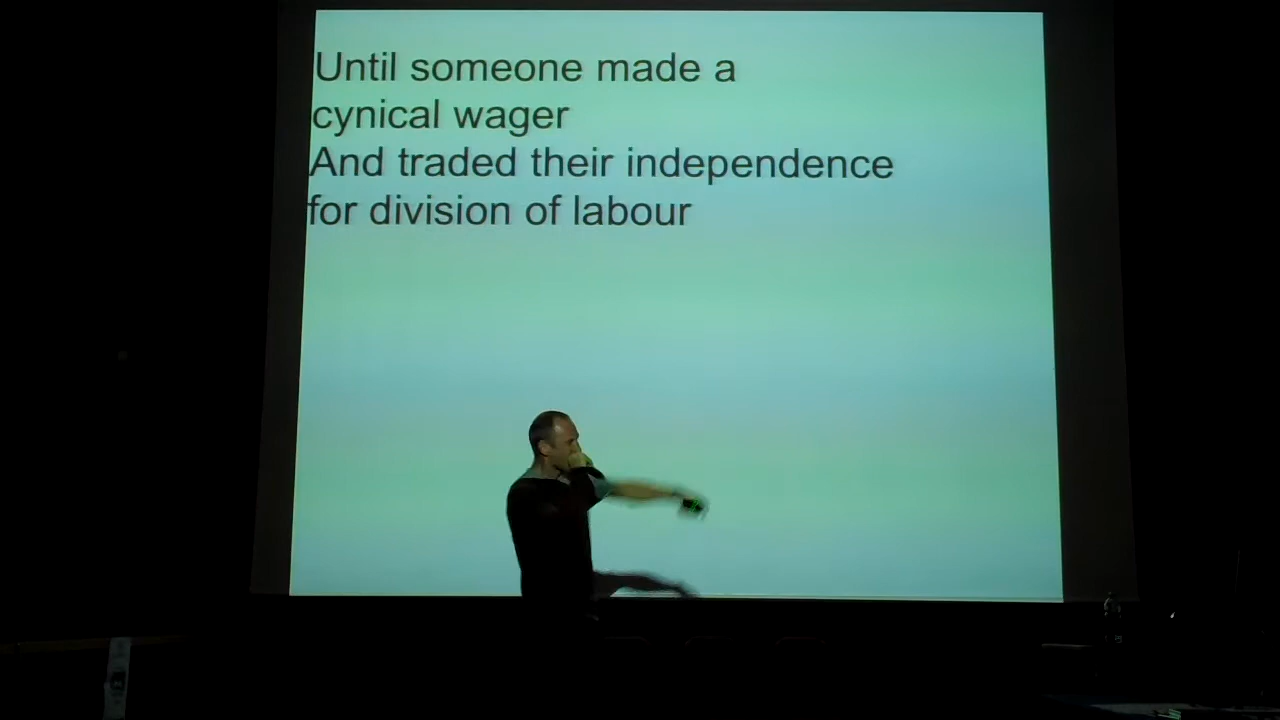 Until someone made a
cynical wager
And traded their independence
for division of labour